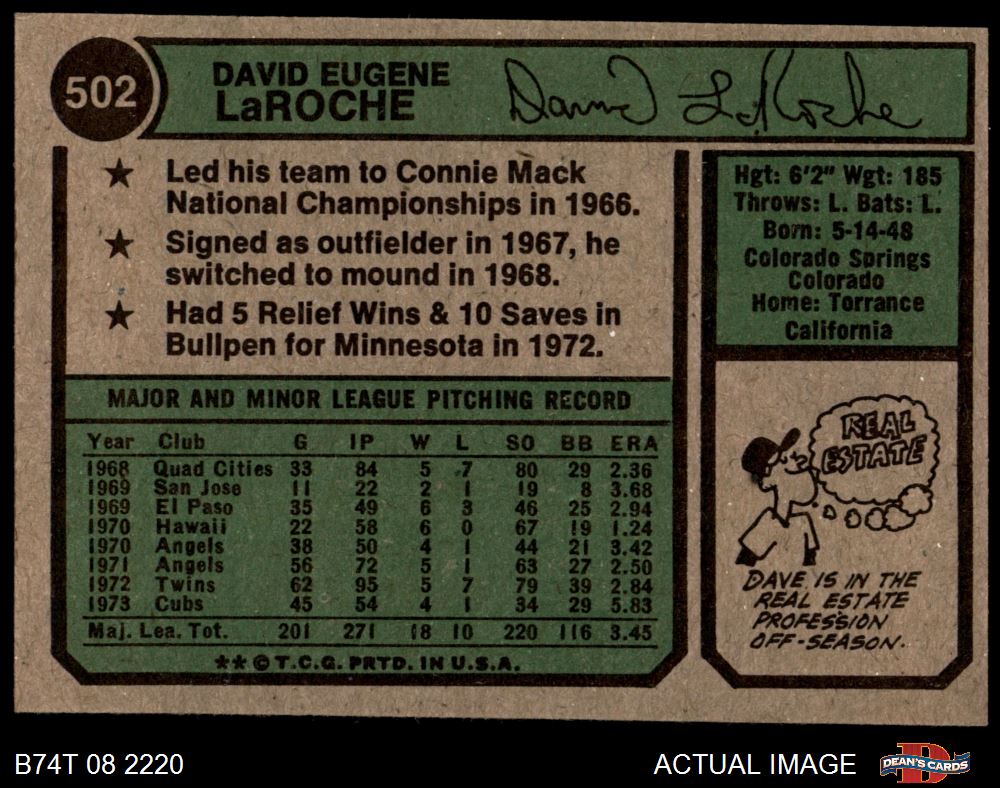 502
DAVID EUGENE
LaROCHE
David LaRoche
★ Led his team to Connie Mack
National Championships in 1966.
★ Signed as outfielder in 1967, he
switched to mound in 1968.
★ Had 5 Relief Wins & 10 Saves in
Bullpen for Minnesota in 1972.
Hgt: 6'2" Wgt: 185
Throws: L. Bats: L.
Born: 5-14-48
Colorado Springs
Colorado
Home: Torrance
California
MAJOR AND MINOR LEAGUE PITCHING RECORD
Year Club G IP W L SO BB ERA
1968 Quad Cities 33 84 5 7 80 29 2.36
1969 San Jose 11 22 2 1 19 8 3.68
1969 El Paso 35 49 6 3 46 25 2.94
1970 Hawaii 22 58 6 0 67 19 1.24
1970 Angels 38 50 4 1 44 21 3.42
1971 Angels 56 72 5 1 63 27 2.50
1972 Twins 62 95 5 7 79 39 2.84
1973 Cubs 45 54 4 1 34 29 5.83
Maj. Lea. Tot. 201 271 18 10 220 116 3.45
★★ © T.C.G. PRTD. IN U.S.A.
REAL
ESTATE
DAVE IS IN THE
REAL ESTATE
PROFESSION
OFF-SEASON.
B74T 08 2220
ACTUAL IMAGE
D
DEAN'S CARDS